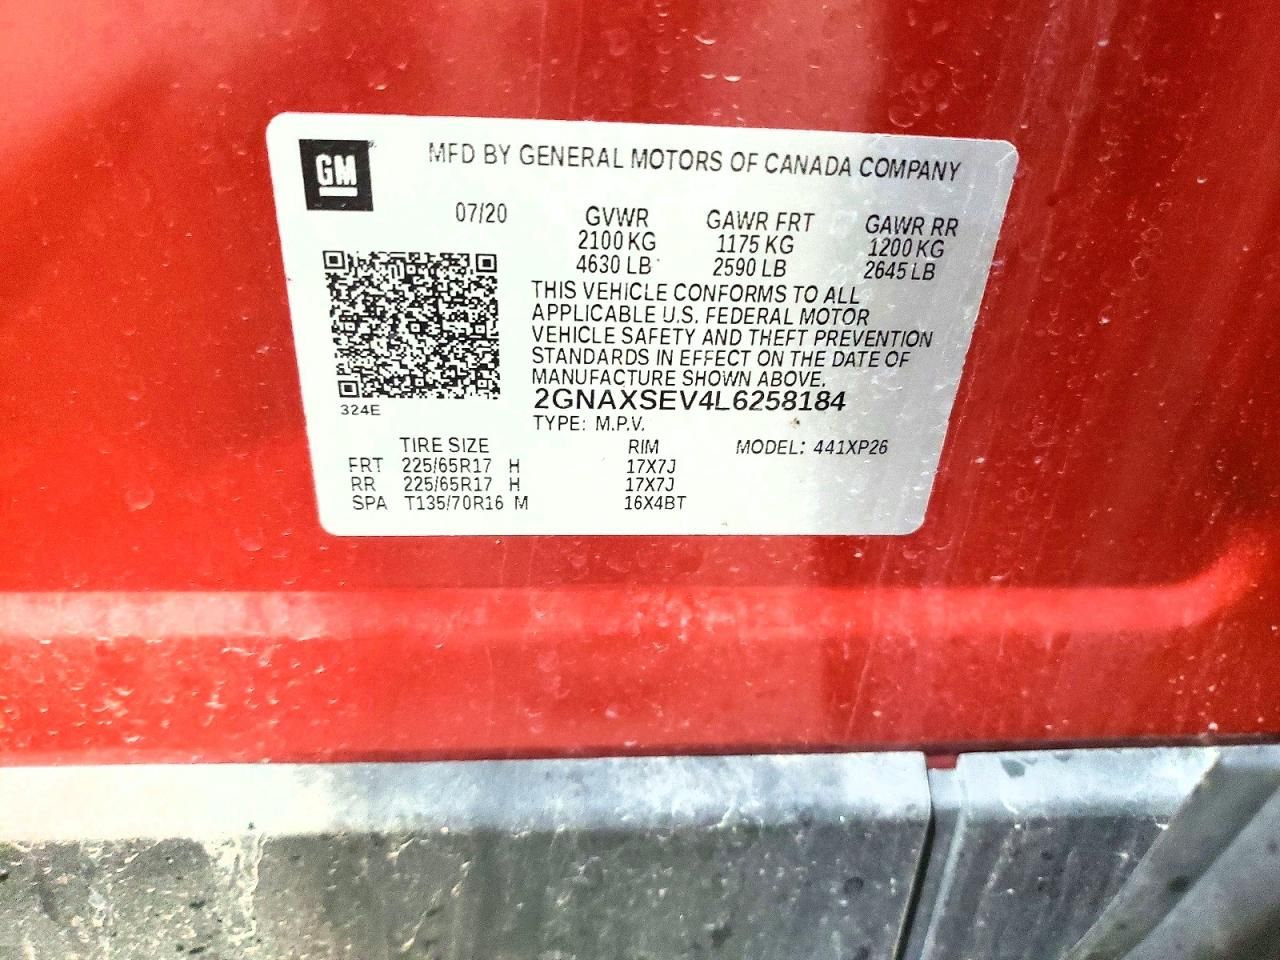 GM
MFD BY GENERAL MOTORS OF CANADA COMPANY
07/20 GVWR GAWR FRT GAWR RR
2100 KG 1175 KG 1200 KG
4630 LB 2590 LB 2645 LB
THIS VEHICLE CONFORMS TO ALL
APPLICABLE U.S. FEDERAL MOTOR
VEHICLE SAFETY AND THEFT PREVENTION
STANDARDS IN EFFECT ON THE DATE OF
MANUFACTURE SHOWN ABOVE.
2GNAXSEV4L6258184
324E
TYPE: M.P.V.
TIRE SIZE RIM MODEL: 441XP26
FRT 225/65R17 H 17X7J
RR 225/65R17 H 17X7J
SPA T135/70R16 M 16X4BT